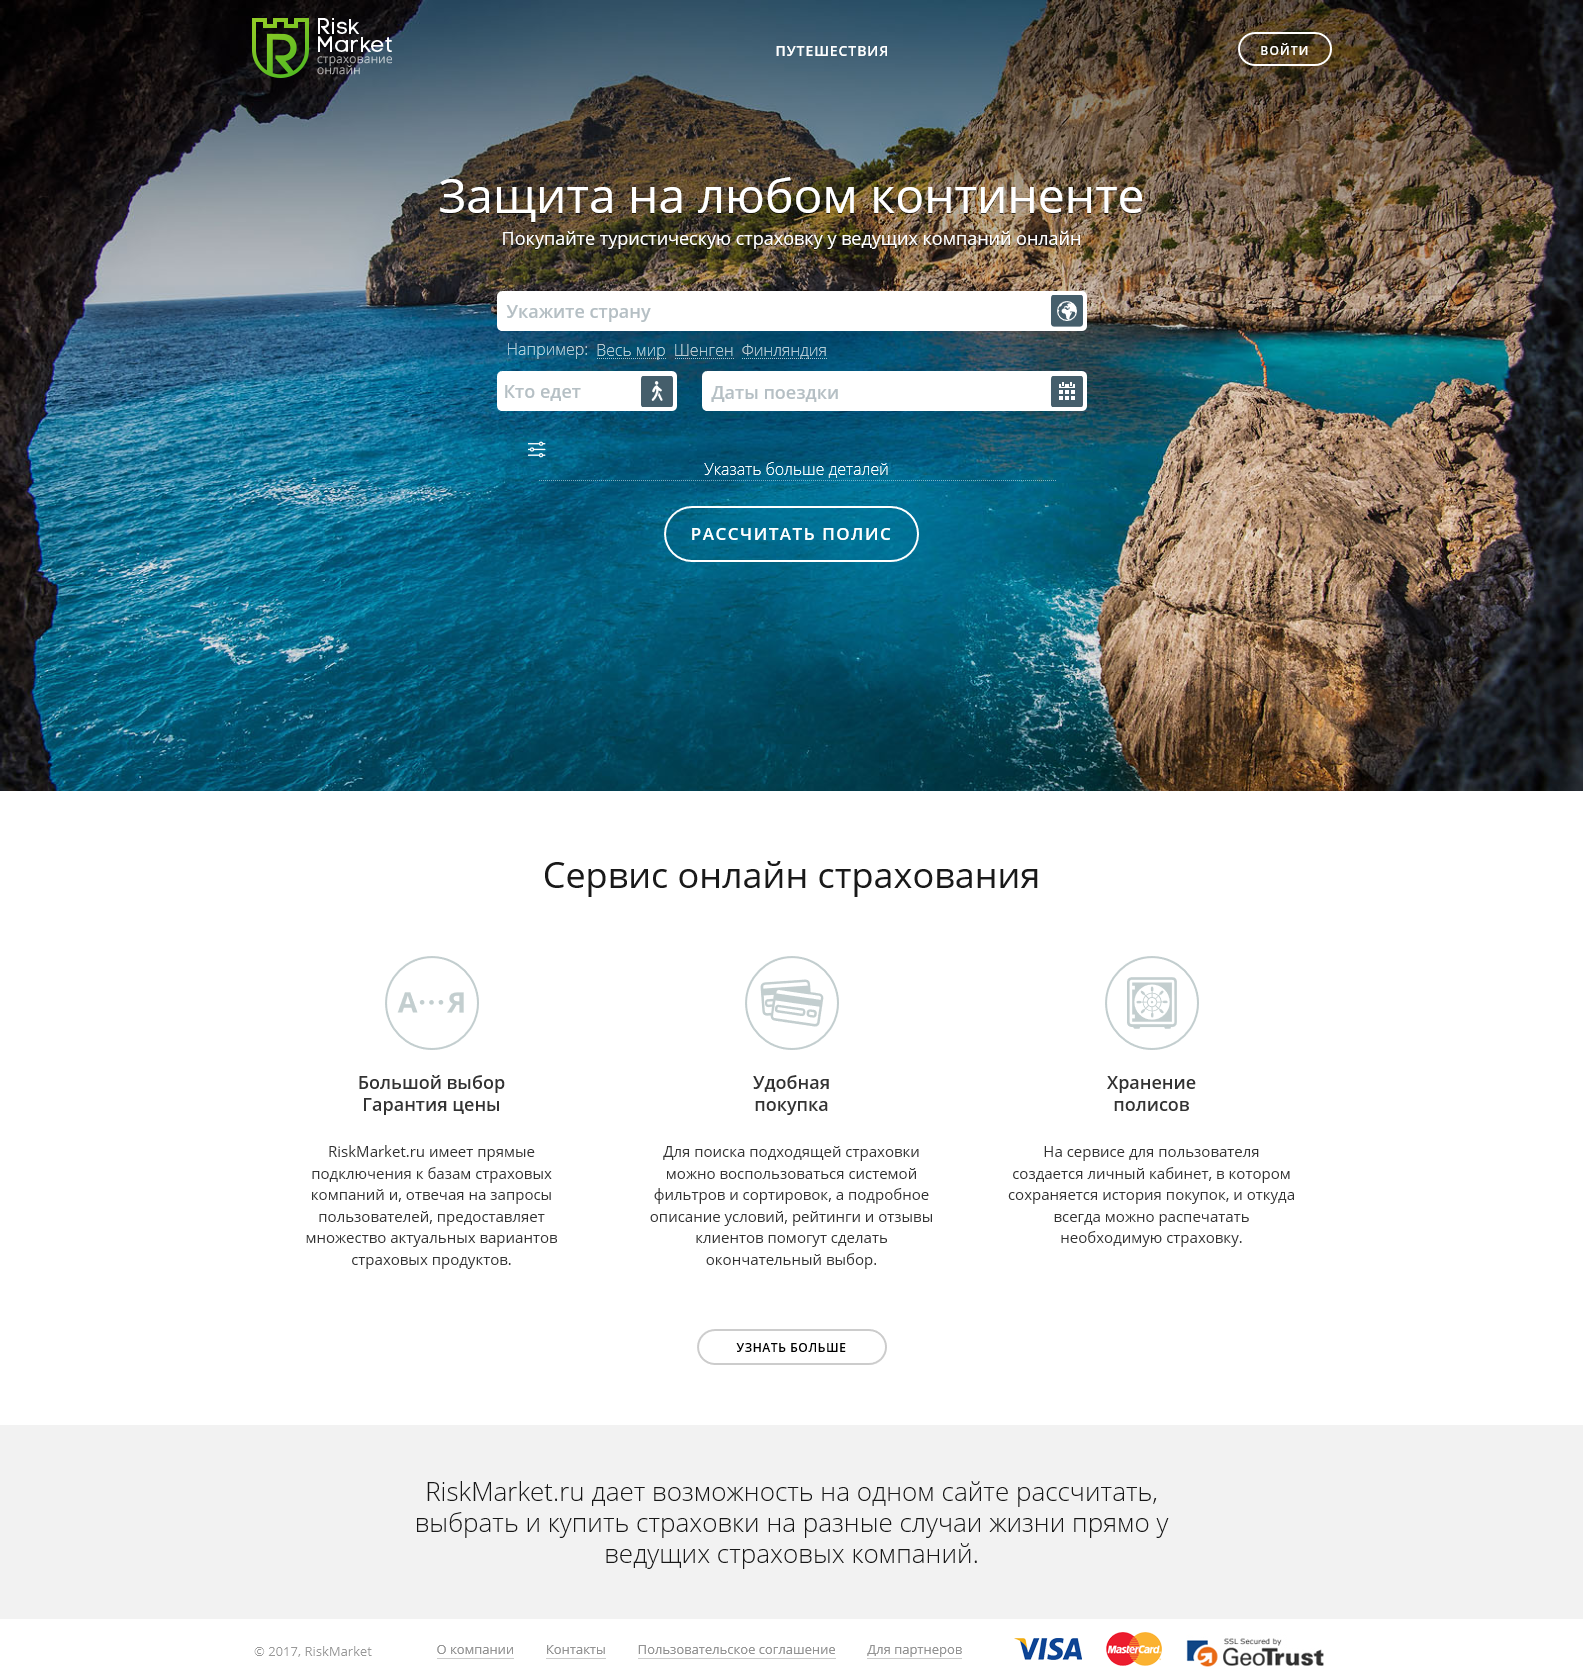 Risk
Market
страхование
онлайн
ПУТЕШЕСТВИЯ
ВОЙТИ
Защита на любом континенте
Покупайте туристическую страховку у ведущих компаний онлайн
Укажите страну
Например: Весь мир Шенген Финляндия
Кто едет
Даты поездки
Указать больше деталей
РАССЧИТАТЬ ПОЛИС
Сервис онлайн страхования
А···Я
Большой выбор
Гарантия цены
RiskMarket.ru имеет прямые
подключения к базам страховых
компаний и, отвечая на запросы
пользователей, предоставляет
множество актуальных вариантов
страховых продуктов.
Удобная
покупка
Для поиска подходящей страховки
можно воспользоваться системой
фильтров и сортировок, а подробное
описание условий, рейтинги и отзывы
клиентов помогут сделать
окончательный выбор.
Хранение
полисов
На сервисе для пользователя
создается личный кабинет, в котором
сохраняется история покупок, и откуда
всегда можно распечатать
необходимую страховку.
УЗНАТЬ БОЛЬШЕ
RiskMarket.ru дает возможность на одном сайте рассчитать,
выбрать и купить страховки на разные случаи жизни прямо у
ведущих страховых компаний.
© 2017, RiskMarket
О компании
Контакты
Пользовательское соглашение
Для партнеров
VISA
MasterCard
SSL Secured by
GeoTrust